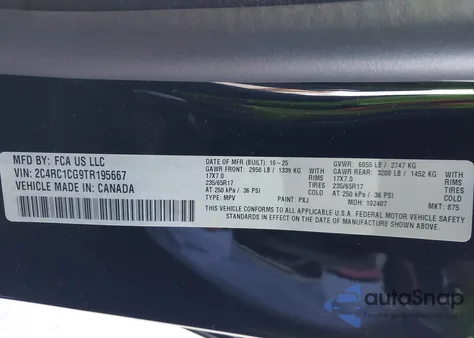 MFD BY: FCA US LLC
VIN: 2C4RC1CG9TR195667
VEHICLE MADE IN: CANADA
DATE OF MFR (BUILT): 10-25 GVWR: 6055 LB / 2747 KG
GAWR FRONT: 2950 LB / 1339 KG WITH GAWR REAR: 3200 LB / 1452 KG WITH
17X7.0 RIMS 17X7.0 RIMS
235/65R17 TIRES 235/65R17 TIRES
AT 250 kPa / 36 PSI AT 250 kPa / 36 PSI
TYPE: MPV PAINT: PXJ MDH: 102407 MKT: 875
THIS VEHICLE CONFORMS TO ALL APPLICABLE U.S.A. FEDERAL MOTOR VEHICLE SAFETY
STANDARDS IN EFFECT ON THE DATE OF MANUFACTURE SHOWN ABOVE.
autoSnap